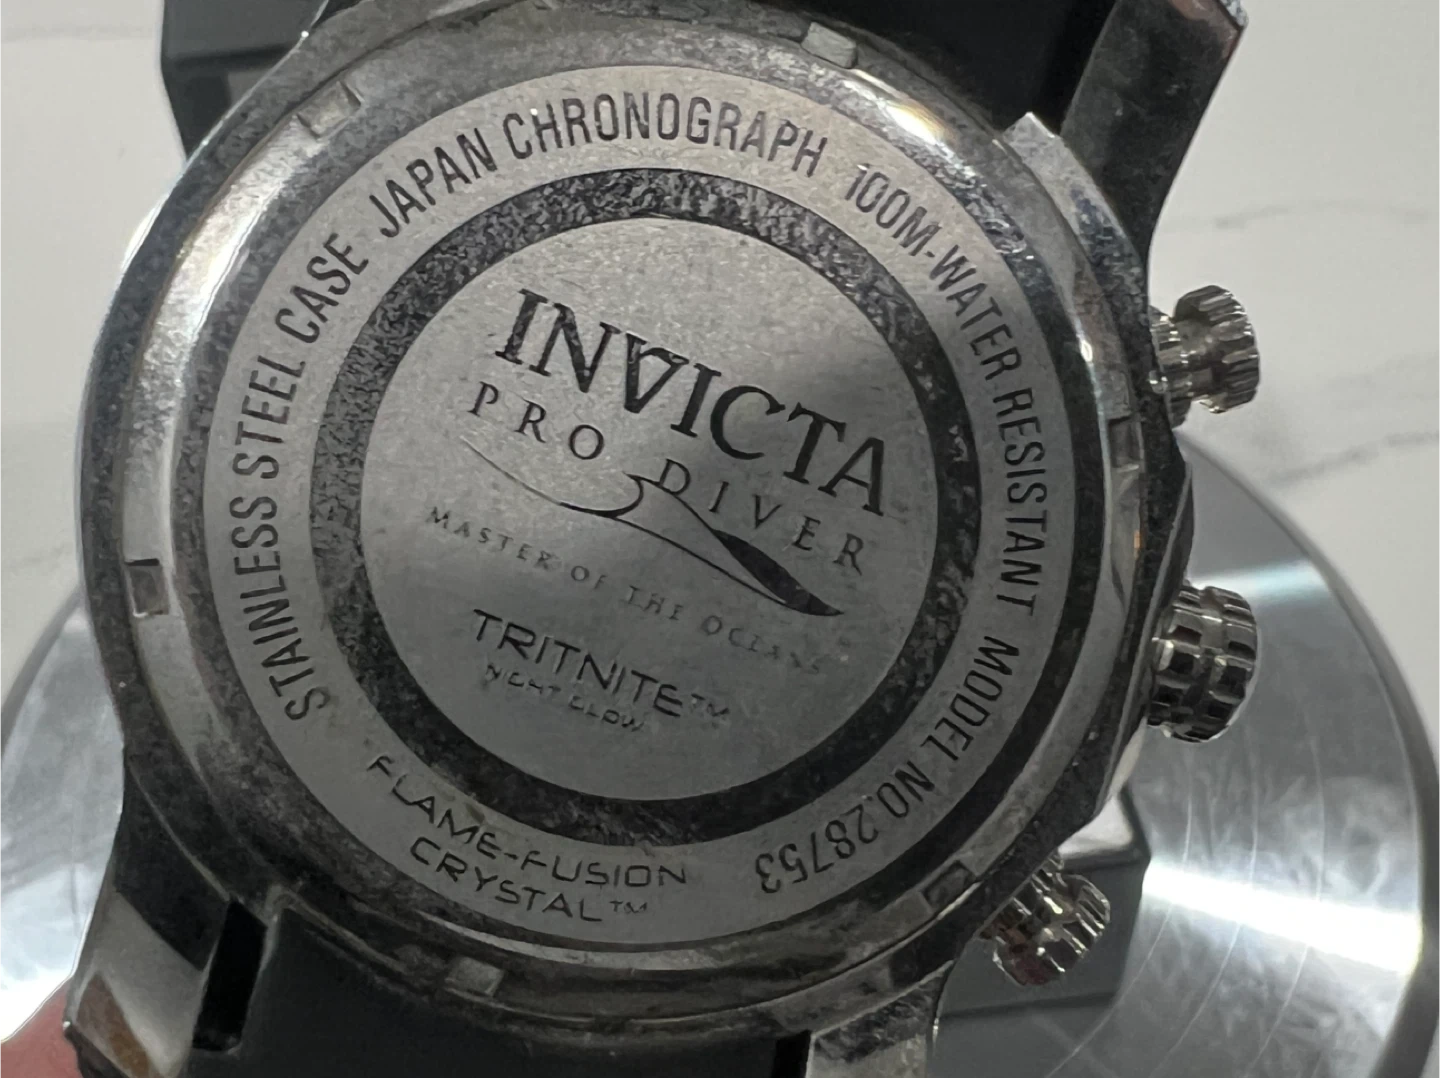 STAINLESS STEEL CASE JAPAN CHRONOGRAPH 100M-WATER RESISTANT MODEL NO.28753
INVICTA
PRO DIVER
MASTER OF THE OCEANS
TRITNITE™
NIGHT GLOW
FLAME-FUSION
CRYSTAL™